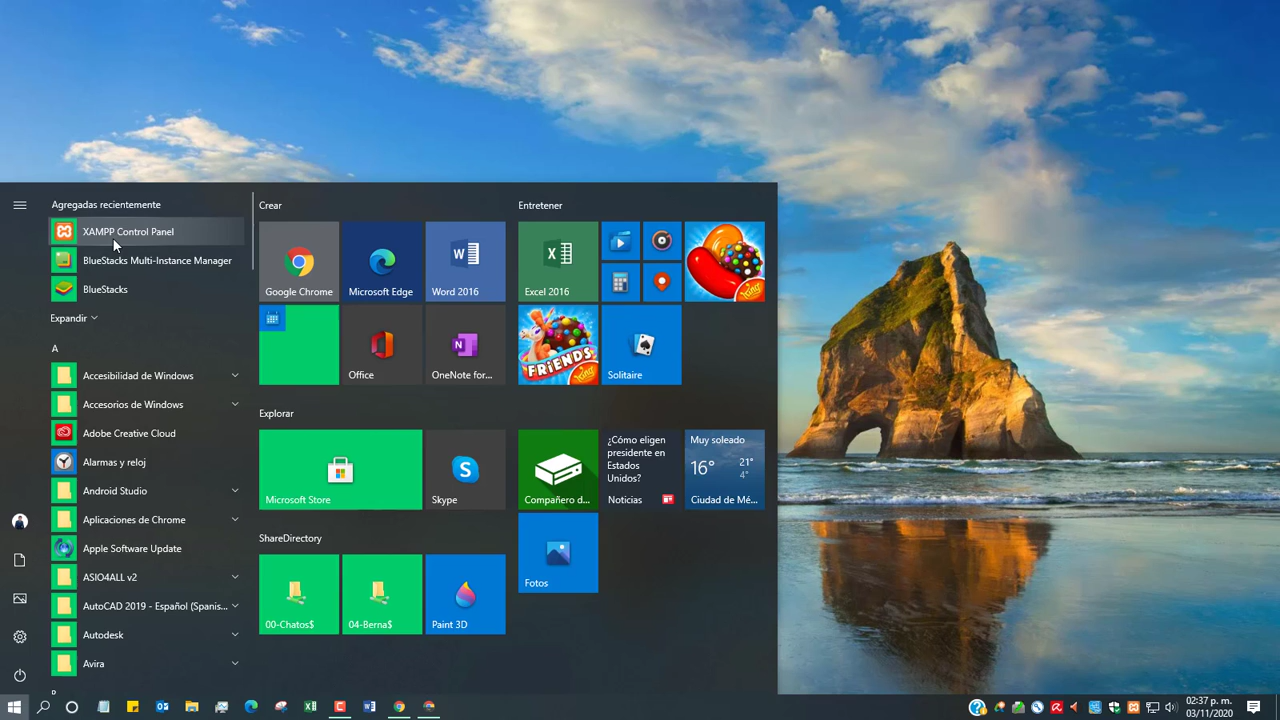 Agregadas recientemente
XAMPP Control Panel
BlueStacks Multi-Instance Manager
BlueStacks
Expandir
A
Accesibilidad de Windows
Accesorios de Windows
Adobe Creative Cloud
Alarmas y reloj
Android Studio
Aplicaciones de Chrome
Apple Software Update
ASIO4ALL v2
AutoCAD 2019 - Español (Spanis...
Autodesk
Avira
Crear
Google Chrome
Microsoft Edge
Word 2016
Office
OneNote for...
Explorar
Microsoft Store
Skype
ShareDirectory
00-Chatos$
04-Berna$
Paint 3D
Entretener
Excel 2016
King
FRIENDS
King
Solitaire
Compañero d...
¿Cómo eligen
presidente en
Estados
Unidos?
Noticias
Muy soleado
16°
21°
4°
Ciudad de Mé...
Fotos
02:37 p. m.
03/11/2020